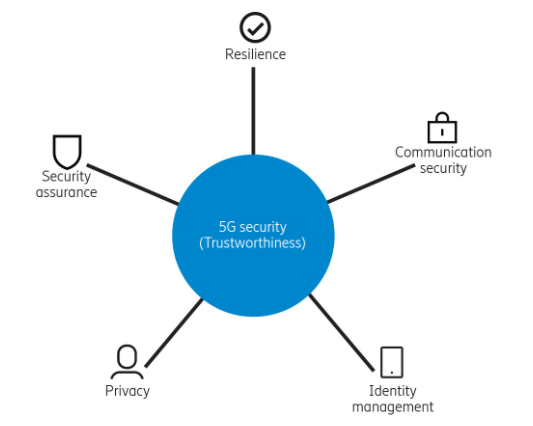 Resilience
Communication
security
Security
assurance
5G security
(Trustworthiness)
Privacy
Identity
management